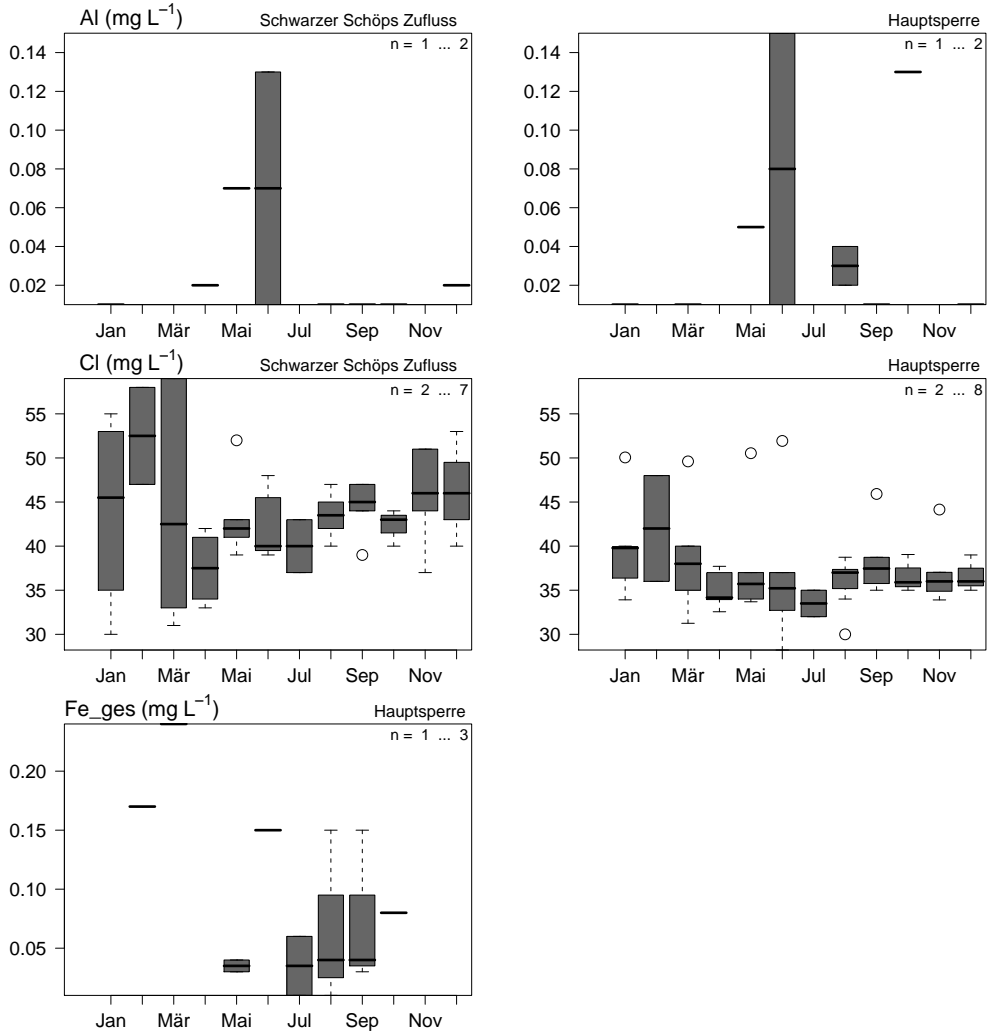 Al (mg L⁻¹) Schwarzer Schöps Zufluss
n = 1 ... 2
0.14
0.12
0.10
0.08
0.06
0.04
0.02
Jan Mär Mai Jul Sep Nov
Hauptsperre
n = 1 ... 2
0.14
0.12
0.10
0.08
0.06
0.04
0.02
Jan Mär Mai Jul Sep Nov
Cl (mg L⁻¹) Schwarzer Schöps Zufluss
n = 2 ... 7
55
50
45
40
35
30
Jan Mär Mai Jul Sep Nov
Hauptsperre
n = 2 ... 8
55
50
45
40
35
30
Jan Mär Mai Jul Sep Nov
Fe_ges (mg L⁻¹) Hauptsperre
n = 1 ... 3
0.20
0.15
0.10
0.05
Jan Mär Mai Jul Sep Nov